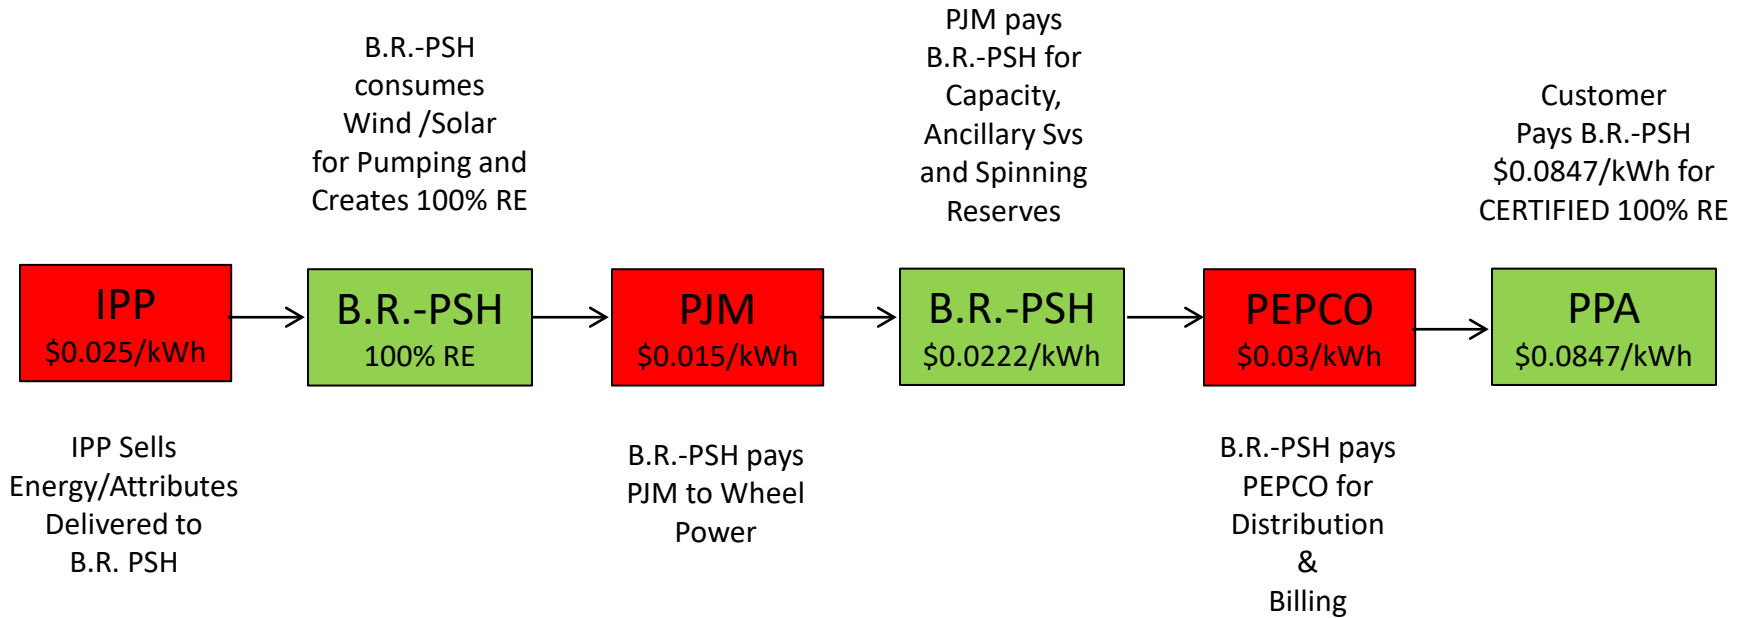 B.R.-PSH
consumes
Wind /Solar
for Pumping and
Creates 100% RE
PJM pays
B.R.-PSH for
Capacity,
Ancillary Svs
and Spinning
Reserves
Customer
Pays B.R.-PSH
$0.0847/kWh for
CERTIFIED 100% RE
IPP
$0.025/kWh
B.R.-PSH
100% RE
PJM
$0.015/kWh
B.R.-PSH
$0.0222/kWh
PEPCO
$0.03/kWh
PPA
$0.0847/kWh
IPP Sells
Energy/Attributes
Delivered to
B.R. PSH
B.R.-PSH pays
PJM to Wheel
Power
B.R.-PSH pays
PEPCO for
Distribution
&
Billing